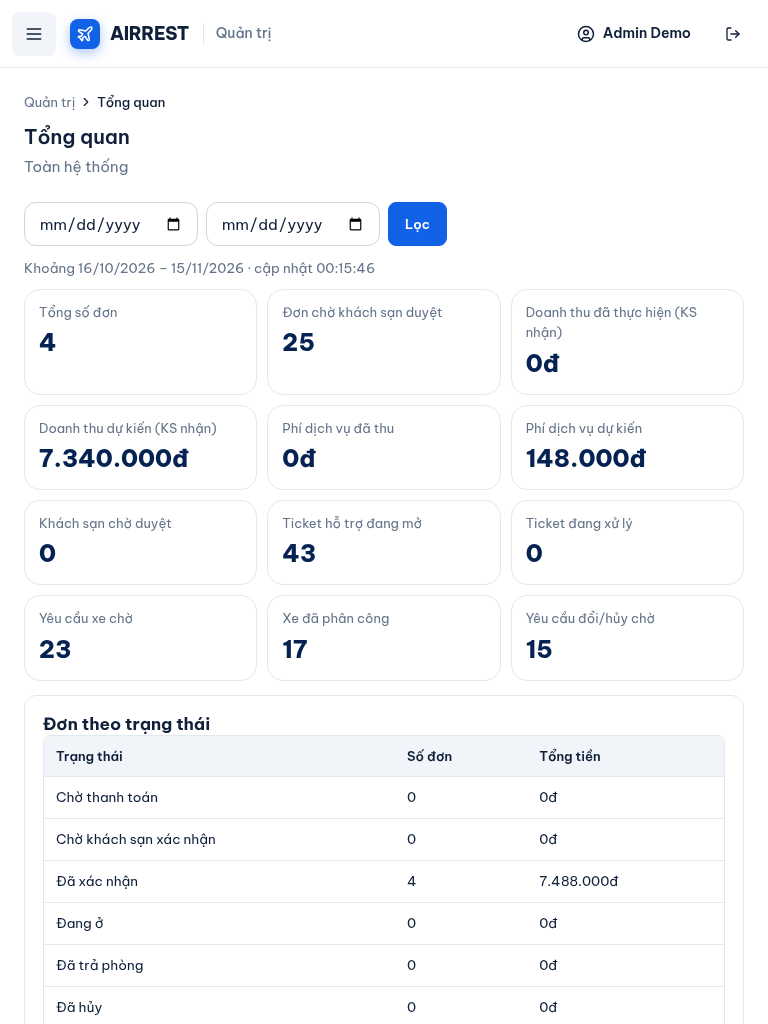 AIRREST
Quản trị
Admin Demo
Quản trị > Tổng quan
Tổng quan
Toàn hệ thống
mm/dd/yyyy
mm/dd/yyyy
Lọc
Khoảng 16/10/2026 – 15/11/2026 · cập nhật 00:15:46
Tổng số đơn
4
Đơn chờ khách sạn duyệt
25
Doanh thu đã thực hiện (KS
nhận)
0đ
Doanh thu dự kiến (KS nhận)
7.340.000đ
Phí dịch vụ đã thu
0đ
Phí dịch vụ dự kiến
148.000đ
Khách sạn chờ duyệt
0
Ticket hỗ trợ đang mở
43
Ticket đang xử lý
0
Yêu cầu xe chờ
23
Xe đã phân công
17
Yêu cầu đổi/hủy chờ
15
Đơn theo trạng thái
Trạng thái Số đơn Tổng tiền
Chờ thanh toán 0 0đ
Chờ khách sạn xác nhận 0 0đ
Đã xác nhận 4 7.488.000đ
Đang ở 0 0đ
Đã trả phòng 0 0đ
Đã hủy 0 0đ